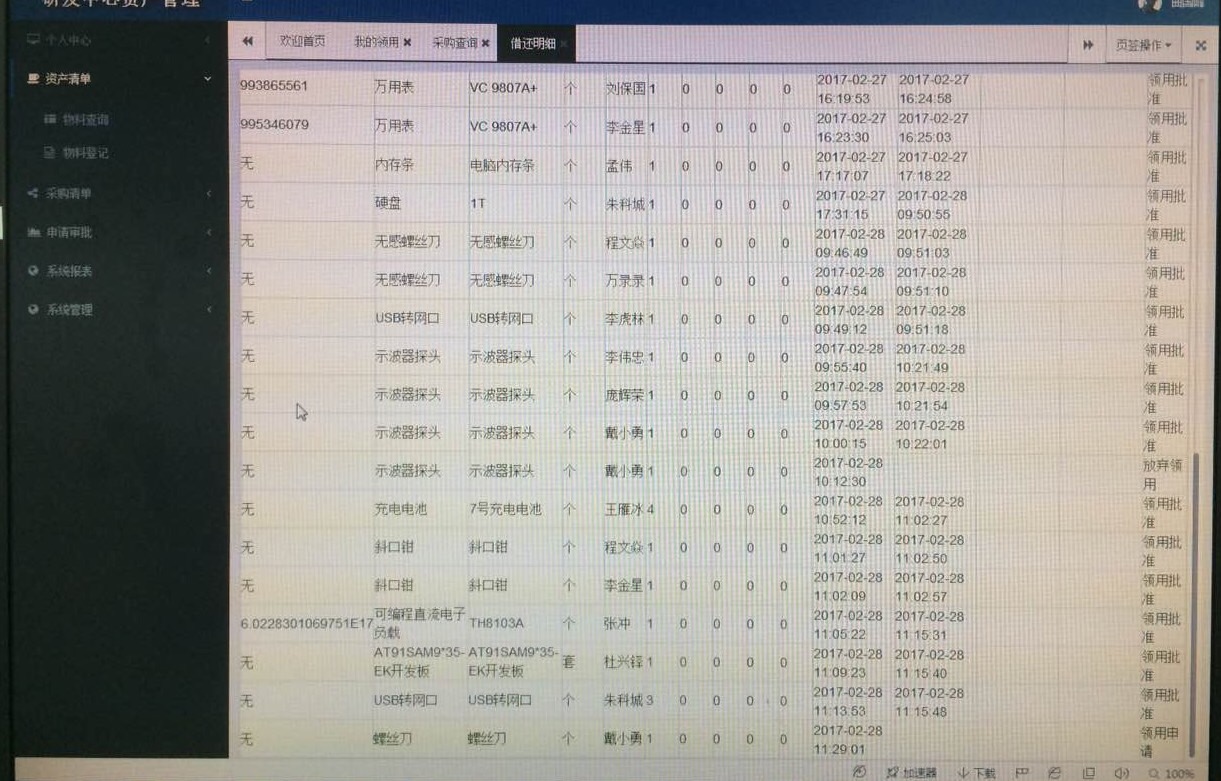 研发中心资产管理
个人中心
资产清单
物料查询
物料登记
采购清单
申请审批
系统报表
系统管理
欢迎首页 我的领用 采购查询 借还明细 页签操作
993865561 万用表 VC 9807A+ 个 刘保国 1 0 0 0 0 2017-02-27 16:19:53 2017-02-27 16:24:58 领用批准
995346079 万用表 VC 9807A+ 个 李金星 1 0 0 0 0 2017-02-27 16:23:30 2017-02-27 16:25:03 领用批准
无 内存条 电脑内存条 个 孟伟 1 0 0 0 0 2017-02-27 17:17:07 2017-02-27 17:18:22 领用批准
无 硬盘 1T 个 朱科城 1 0 0 0 0 2017-02-27 17:31:15 2017-02-28 09:50:55 领用批准
无 无感螺丝刀 无感螺丝刀 个 程文焱 1 0 0 0 0 2017-02-28 09:46:49 2017-02-28 09:51:03 领用批准
无 无感螺丝刀 无感螺丝刀 个 万录录 1 0 0 0 0 2017-02-28 09:47:54 2017-02-28 09:51:10 领用批准
无 USB转网口 USB转网口 个 李虎林 1 0 0 0 0 2017-02-28 09:49:12 2017-02-28 09:51:18 领用批准
无 示波器探头 示波器探头 个 李伟忠 1 0 0 0 0 2017-02-28 09:55:40 2017-02-28 10:21:49 领用批准
无 示波器探头 示波器探头 个 庞辉荣 1 0 0 0 0 2017-02-28 09:57:53 2017-02-28 10:21:54 领用批准
无 示波器探头 示波器探头 个 戴小勇 1 0 0 0 0 2017-02-28 10:00:15 2017-02-28 10:22:01 领用批准
无 示波器探头 示波器探头 个 戴小勇 1 0 0 0 0 2017-02-28 10:12:30 放弃领用
无 充电电池 7号充电电池 个 王雁冰 4 0 0 0 0 2017-02-28 10:52:12 2017-02-28 11:02:27 领用批准
无 斜口钳 斜口钳 个 程文焱 1 0 0 0 0 2017-02-28 11:01:27 2017-02-28 11:02:50 领用批准
无 斜口钳 斜口钳 个 李金星 1 0 0 0 0 2017-02-28 11:02:09 2017-02-28 11:02:57 领用批准
6.0228301069751E17 可编程直流电子负载 TH8103A 个 张冲 1 0 0 0 0 2017-02-28 11:05:22 2017-02-28 11:15:31 领用批准
无 AT91SAM9*35-EK开发板 AT91SAM9*35-EK开发板 套 杜兴铎 1 0 0 0 0 2017-02-28 11:09:23 2017-02-28 11:15:40 领用批准
无 USB转网口 USB转网口 个 朱科城 3 0 0 0 0 2017-02-28 11:13:53 2017-02-28 11:15:48 领用批准
无 螺丝刀 螺丝刀 个 戴小勇 1 0 0 0 0 2017-02-28 11:29:01 领用申请
加速器 下载 100%